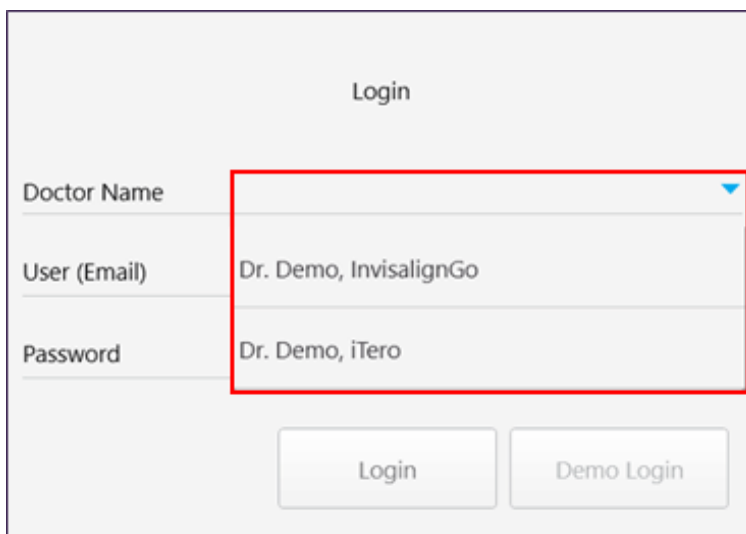 Login
Doctor Name
User (Email)
Dr. Demo, InvisalignGo
Password
Dr. Demo, iTero
Login
Demo Login